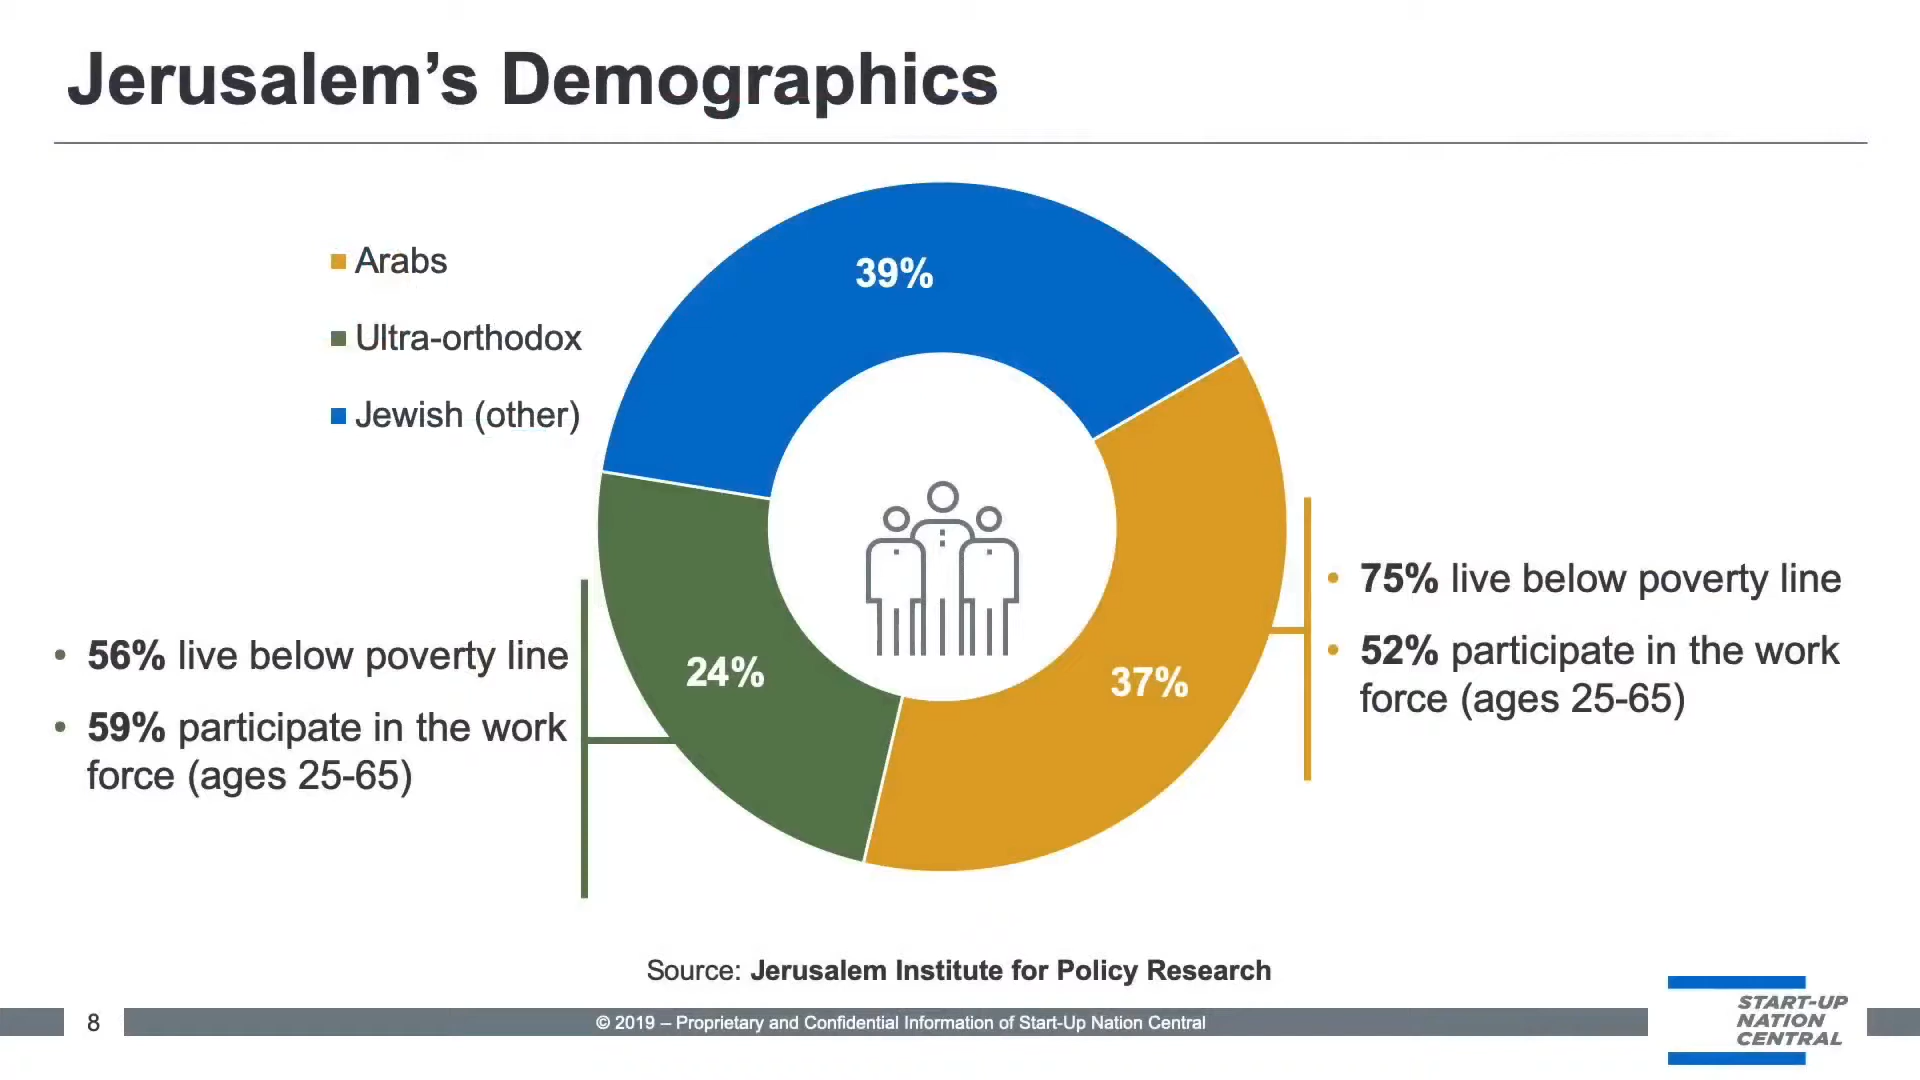 Jerusalem’s Demographics
Arabs
Ultra-orthodox
Jewish (other)
39%
24%
37%
• 56% live below poverty line
• 59% participate in the work
force (ages 25-65)
• 75% live below poverty line
• 52% participate in the work
force (ages 25-65)
Source: Jerusalem Institute for Policy Research
8
© 2019 – Proprietary and Confidential Information of Start-Up Nation Central
START-UP
NATION
CENTRAL